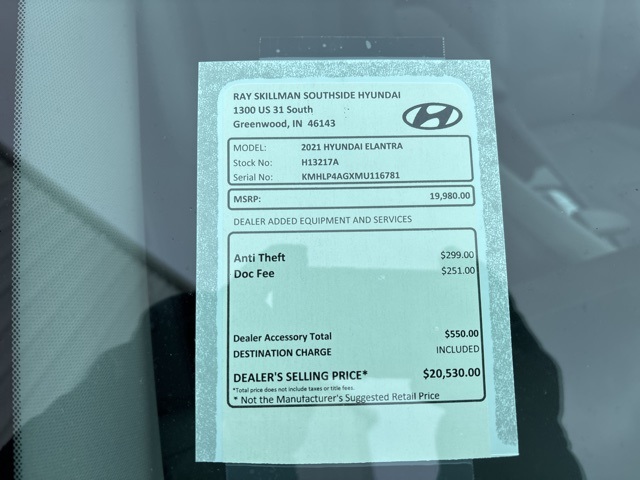 RAY SKILLMAN SOUTHSIDE HYUNDAI
1300 US 31 South
Greenwood, IN 46143
MODEL: 2021 HYUNDAI ELANTRA
Stock No: H13217A
Serial No: KMHLP4AGXMU116781
MSRP: 19,980.00
DEALER ADDED EQUIPMENT AND SERVICES
Anti Theft $299.00
Doc Fee $251.00
Dealer Accessory Total $550.00
DESTINATION CHARGE INCLUDED
DEALER'S SELLING PRICE* $20,530.00
*Total price does not include taxes or title fees.
* Not the Manufacturer's Suggested Retail Price